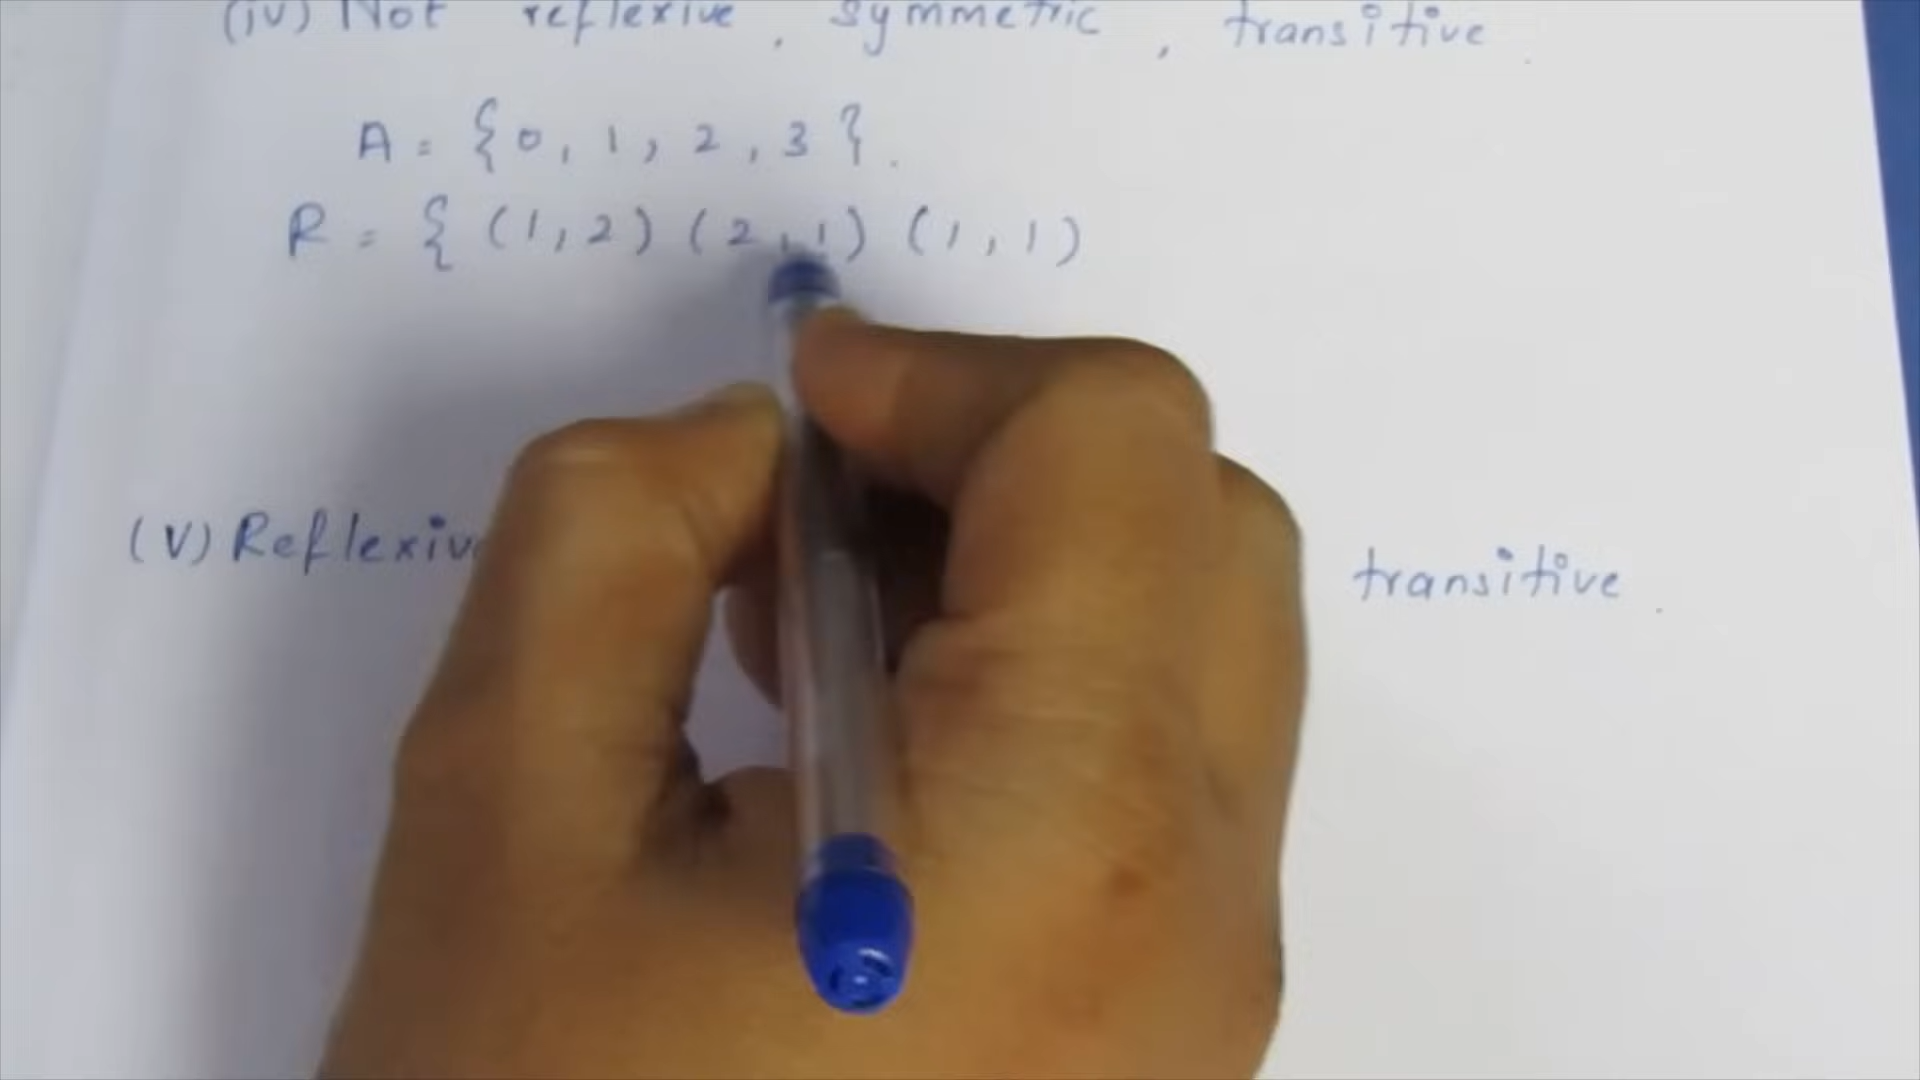 (iv) Not reflexive, symmetric, transitive.
A = {0, 1, 2, 3}.
R = { (1,2) (2,1) (1,1)
(V) Reflexiv transitive.